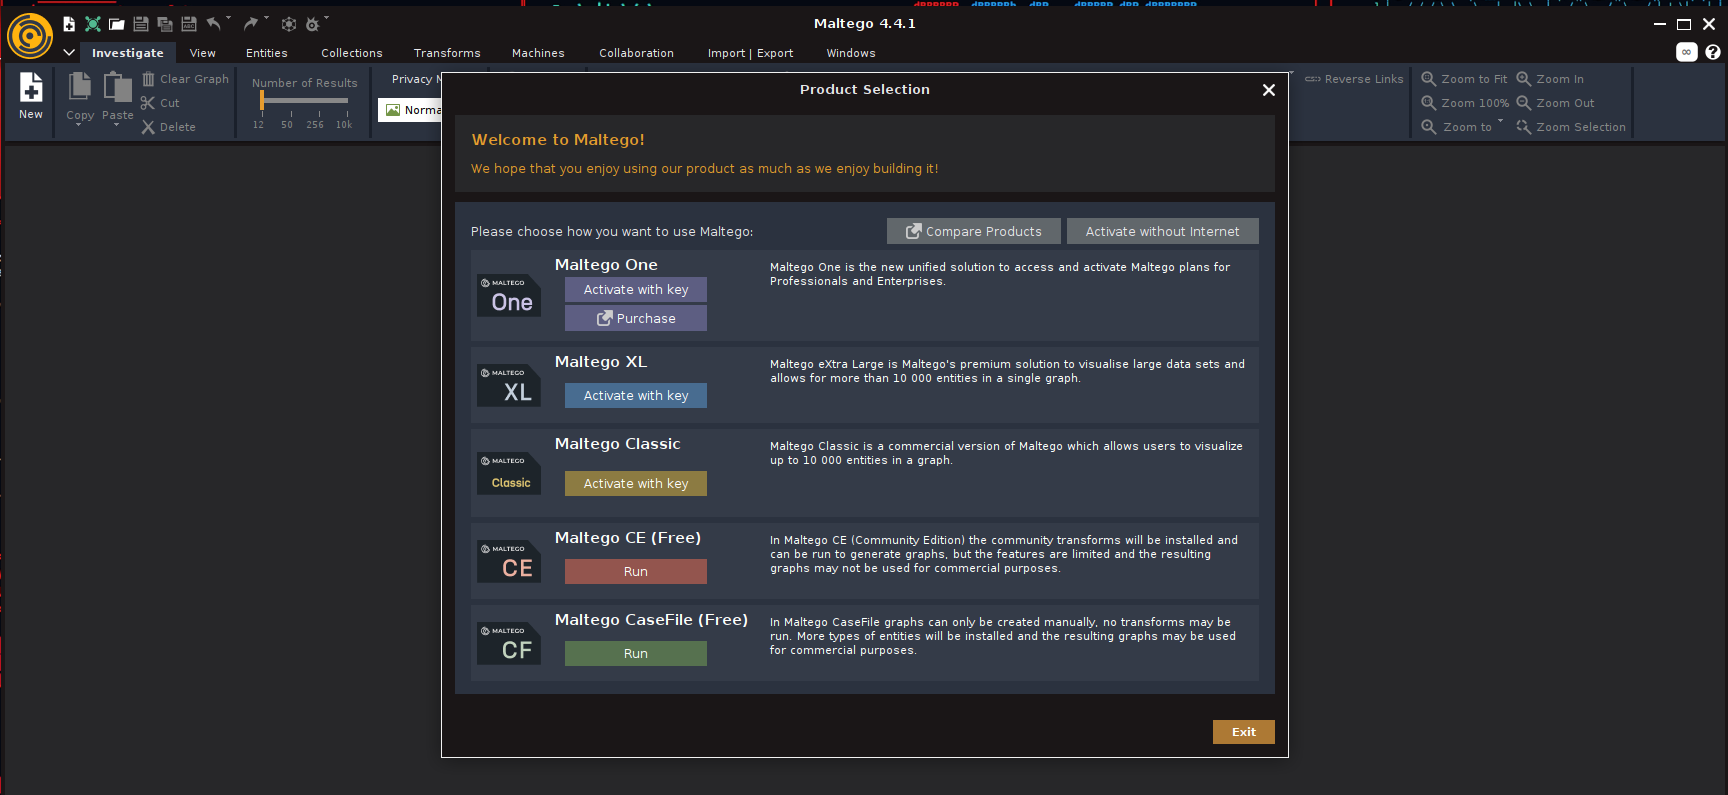 Maltego 4.4.1
Investigate View Entities Collections Transforms Machines Collaboration Import | Export Windows
New
Copy
Paste
Clear Graph
Cut
Delete
Number of Results
12 50 256 10k
Privacy
Norma
Reverse Links
Zoom to Fit
Zoom 100%
Zoom to
Zoom In
Zoom Out
Zoom Selection
Product Selection
Welcome to Maltego!
We hope that you enjoy using our product as much as we enjoy building it!
Please choose how you want to use Maltego:
Compare Products
Activate without Internet
MALTEGO
One
Maltego One
Activate with key
Purchase
Maltego One is the new unified solution to access and activate Maltego plans for
Professionals and Enterprises.
MALTEGO
XL
Maltego XL
Activate with key
Maltego eXtra Large is Maltego's premium solution to visualise large data sets and
allows for more than 10 000 entities in a single graph.
MALTEGO
Classic
Maltego Classic
Activate with key
Maltego Classic is a commercial version of Maltego which allows users to visualize
up to 10 000 entities in a graph.
MALTEGO
CE
Maltego CE (Free)
Run
In Maltego CE (Community Edition) the community transforms will be installed and
can be run to generate graphs, but the features are limited and the resulting
graphs may not be used for commercial purposes.
MALTEGO
CF
Maltego CaseFile (Free)
Run
In Maltego CaseFile graphs can only be created manually, no transforms may be
run. More types of entities will be installed and the resulting graphs may be used
for commercial purposes.
Exit